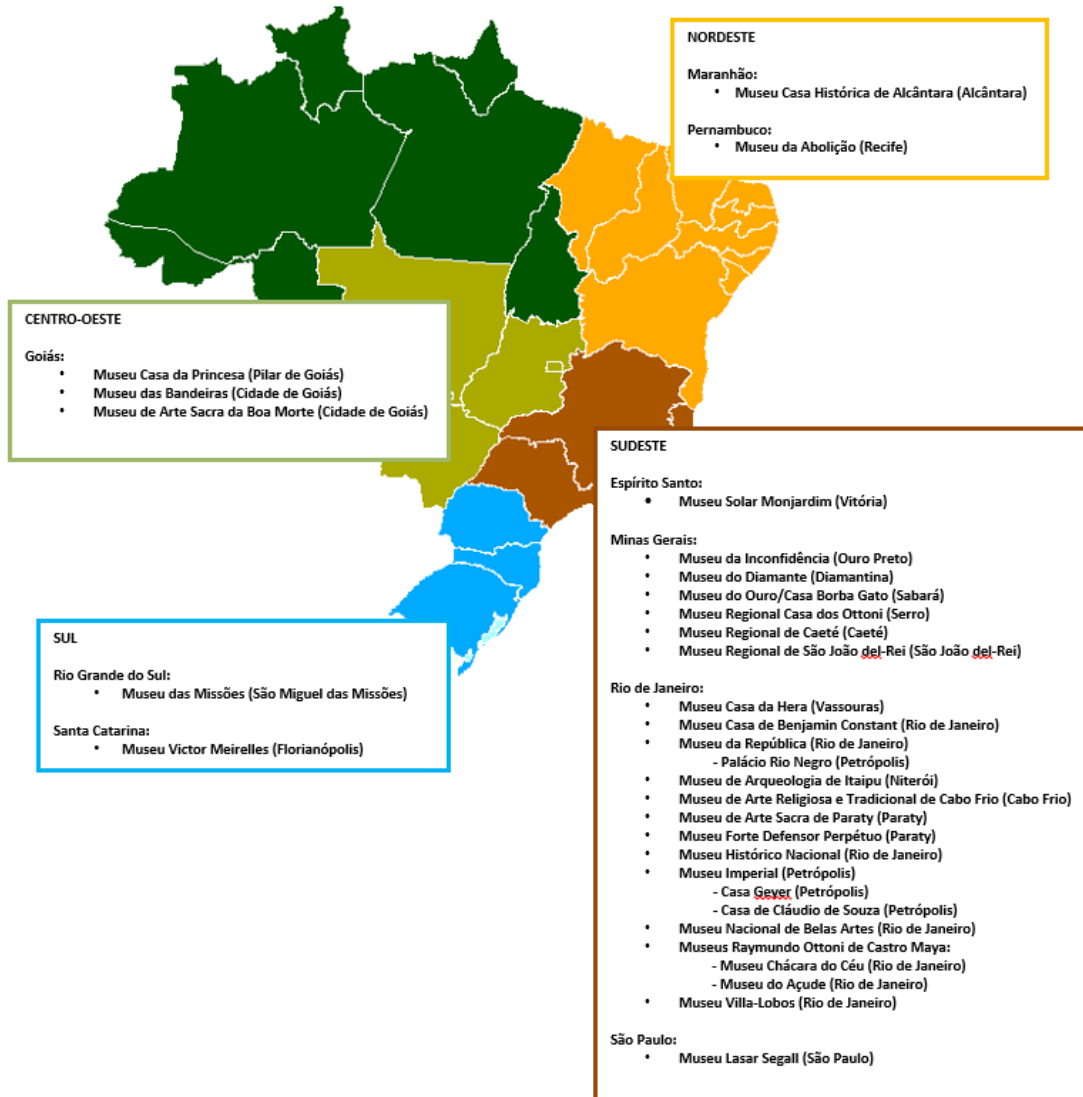 NORDESTE
Maranhão:
• Museu Casa Histórica de Alcântara (Alcântara)
Pernambuco:
• Museu da Abolição (Recife)
CENTRO-OESTE
Goiás:
• Museu Casa da Princesa (Pilar de Goiás)
• Museu das Bandeiras (Cidade de Goiás)
• Museu de Arte Sacra da Boa Morte (Cidade de Goiás)
SUDESTE
Espírito Santo:
• Museu Solar Monjardim (Vitória)
Minas Gerais:
• Museu da Inconfidência (Ouro Preto)
• Museu do Diamante (Diamantina)
• Museu do Ouro/Casa Borba Gato (Sabará)
• Museu Regional Casa dos Ottoni (Serro)
• Museu Regional de Caeté (Caeté)
• Museu Regional de São João del-Rei (São João del-Rei)
Rio de Janeiro:
• Museu Casa da Hera (Vassouras)
• Museu Casa de Benjamin Constant (Rio de Janeiro)
• Museu da República (Rio de Janeiro)
- Palácio Rio Negro (Petrópolis)
• Museu de Arqueologia de Itaipu (Niterói)
• Museu de Arte Religiosa e Tradicional de Cabo Frio (Cabo Frio)
• Museu de Arte Sacra de Paraty (Paraty)
• Museu Forte Defensor Perpétuo (Paraty)
• Museu Histórico Nacional (Rio de Janeiro)
• Museu Imperial (Petrópolis)
- Casa Geyer (Petrópolis)
- Casa de Cláudio de Souza (Petrópolis)
• Museu Nacional de Belas Artes (Rio de Janeiro)
• Museus Raymundo Ottoni de Castro Maya:
- Museu Chácara do Céu (Rio de Janeiro)
- Museu do Açude (Rio de Janeiro)
• Museu Villa-Lobos (Rio de Janeiro)
São Paulo:
• Museu Lasar Segall (São Paulo)
SUL
Rio Grande do Sul:
• Museu das Missões (São Miguel das Missões)
Santa Catarina:
• Museu Victor Meirelles (Florianópolis)